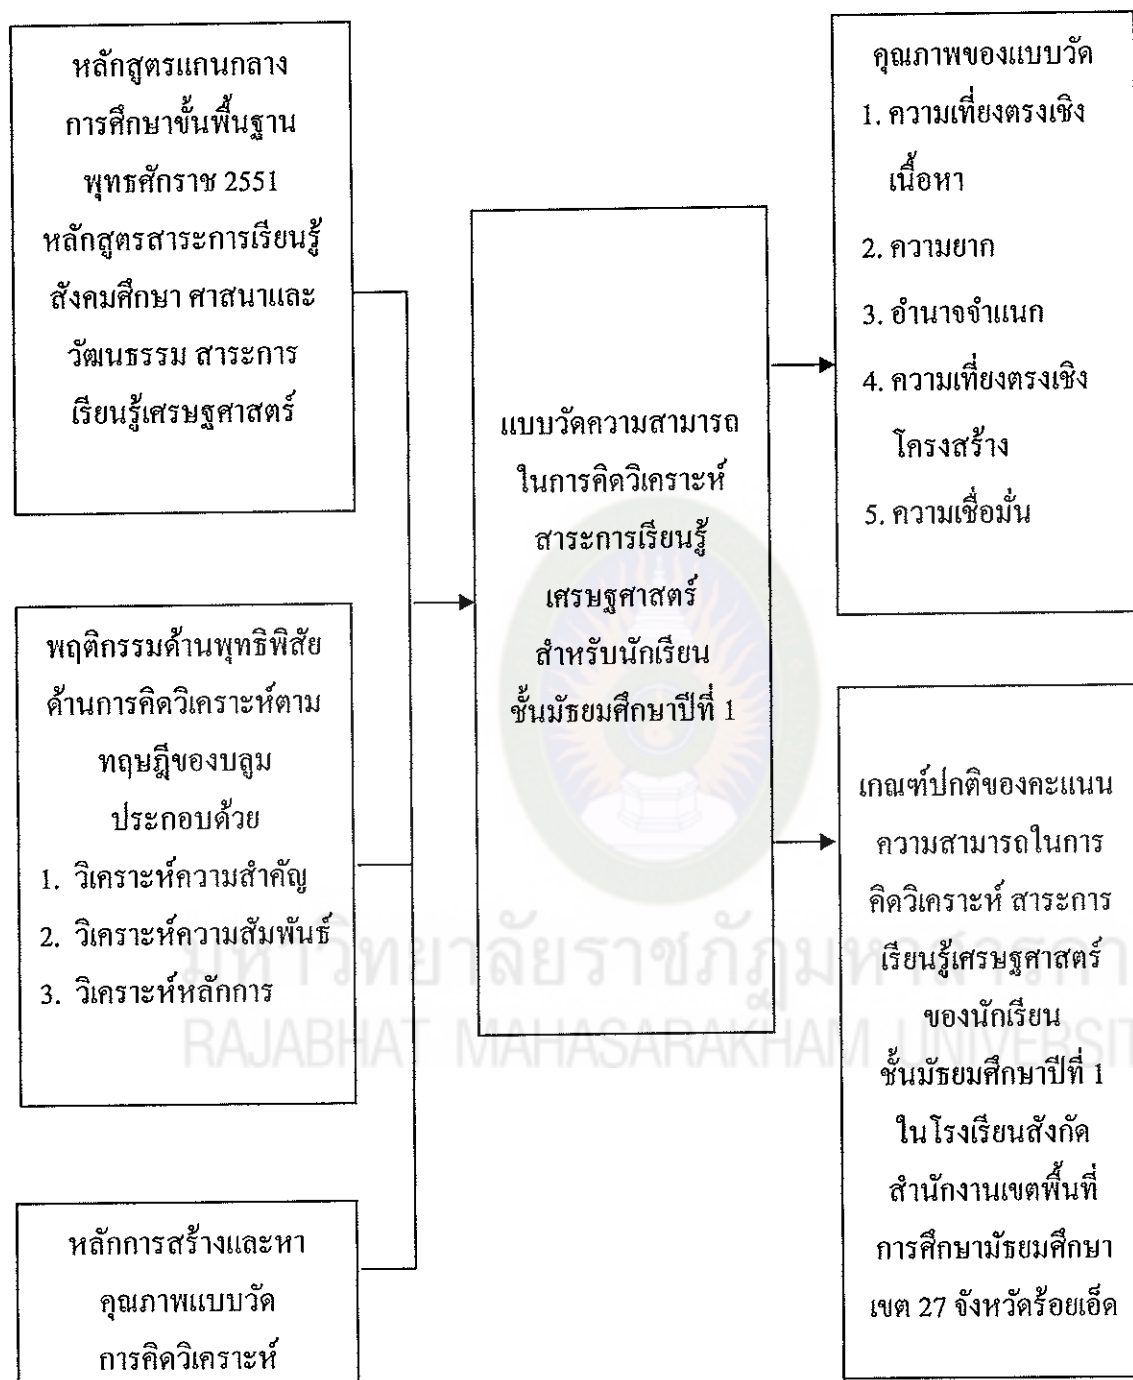 หลักสูตรแกนกลาง
การศึกษาขั้นพื้นฐาน
พุทธศักราช 2551
หลักสูตรสาระการเรียนรู้
สังคมศึกษา ศาสนาและ
วัฒนธรรม สาระการ
เรียนรู้เศรษฐศาสตร์
พฤติกรรมด้านพุทธิพิสัย
ด้านการคิดวิเคราะห์ตาม
ทฤษฎีของบลูม
ประกอบด้วย
1. วิเคราะห์ความสำคัญ
2. วิเคราะห์ความสัมพันธ์
3. วิเคราะห์หลักการ
หลักการสร้างและหา
คุณภาพแบบวัด
การคิดวิเคราะห์
แบบวัดความสามารถ
ในการคิดวิเคราะห์
สาระการเรียนรู้
เศรษฐศาสตร์
สำหรับนักเรียน
ชั้นมัธยมศึกษาปีที่ 1
คุณภาพของแบบวัด
1. ความเที่ยงตรงเชิง
เนื้อหา
2. ความยาก
3. อำนาจจำแนก
4. ความเที่ยงตรงเชิง
โครงสร้าง
5. ความเชื่อมั่น
เกณฑ์ปกติของคะแนน
ความสามารถในการ
คิดวิเคราะห์ สาระการ
เรียนรู้เศรษฐศาสตร์
ของนักเรียน
ชั้นมัธยมศึกษาปีที่ 1
ในโรงเรียนสังกัด
สำนักงานเขตพื้นที่
การศึกษามัธยมศึกษา
เขต 27 จังหวัดร้อยเอ็ด
มหาวิทยาลัยราชภัฏมหาสารคา
RAJABHAT MAHASARAKHAM UNIVERSIT